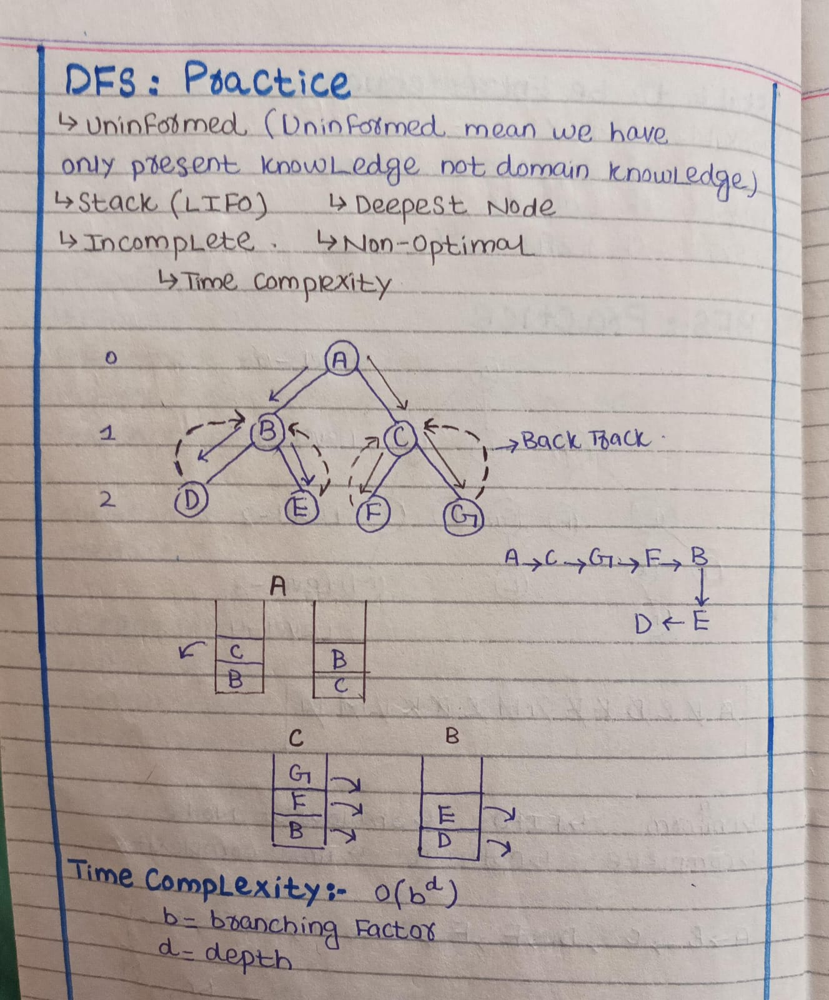 DFS: Practice
↳ Uninformed (Uninformed mean we have
only present knowledge not domain knowledge)
↳ Stack (LIFO) ↳ Deepest Node
↳ Incomplete. ↳ Non-Optimal
↳ Time compexity
0 A
1 B C → Back Track.
2 D E F G
A → C → G → F → B
↓
D ← E
A
C
B
B
C
C
G
F
B
B
E
D
Time Complexity:- O(b^d)
b = branching Factor
d = depth